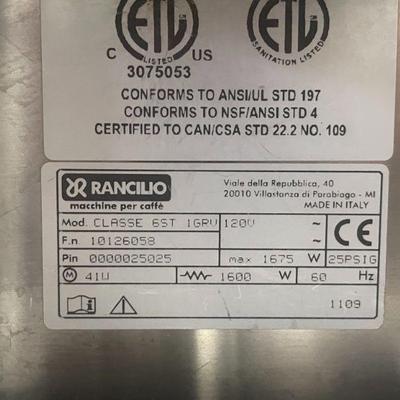 ETL ETL
C LISTED US SANITATION LISTED
3075053
CONFORMS TO ANSI/UL STD 197
CONFORMS TO NSF/ANSI STD 4
CERTIFIED TO CAN/CSA STD 22.2 NO. 109
RANCILIO
macchine per caffè
Viale della Repubblica, 40
20010 Villastanza di Parabiago - MI
MADE IN ITALY
Mod. CLASSE 6ST 1GRV 120V ~
F.n. 10126058 ~ CE
Pin 0000025025 max 1675 W 25PSIG
M 41W 1600 W 60 Hz
i ! 1109